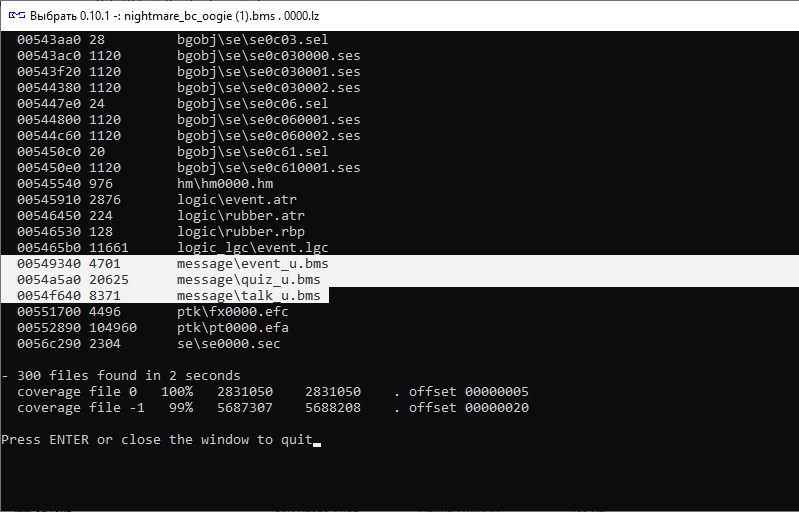 Выбрать 0.10.1 -: nightmare_bc_oogie (1).bms . 0000.lz
00543aa0 28 bgobj\se\se0c03.sel
00543ac0 1120 bgobj\se\se0c030000.ses
00543f20 1120 bgobj\se\se0c030001.ses
00544380 1120 bgobj\se\se0c030002.ses
005447e0 24 bgobj\se\se0c06.sel
00544800 1120 bgobj\se\se0c060001.ses
00544c60 1120 bgobj\se\se0c060002.ses
005450c0 20 bgobj\se\se0c61.sel
005450e0 1120 bgobj\se\se0c610001.ses
00545540 976 hm\hm0000.hm
00545910 2876 logic\event.atr
00546450 224 logic\rubber.atr
00546530 128 logic\rubber.rbp
005465b0 11661 logic_lgc\event.lgc
00549340 4701 message\event_u.bms
0054a5a0 20625 message\quiz_u.bms
0054f640 8371 message\talk_u.bms
00551700 4496 ptk\fx0000.efc
00552890 104960 ptk\pt0000.efa
0056c290 2304 se\se0000.sec
- 300 files found in 2 seconds
coverage file 0 100% 2831050 2831050 . offset 00000005
coverage file -1 99% 5687307 5688208 . offset 00000020
Press ENTER or close the window to quit